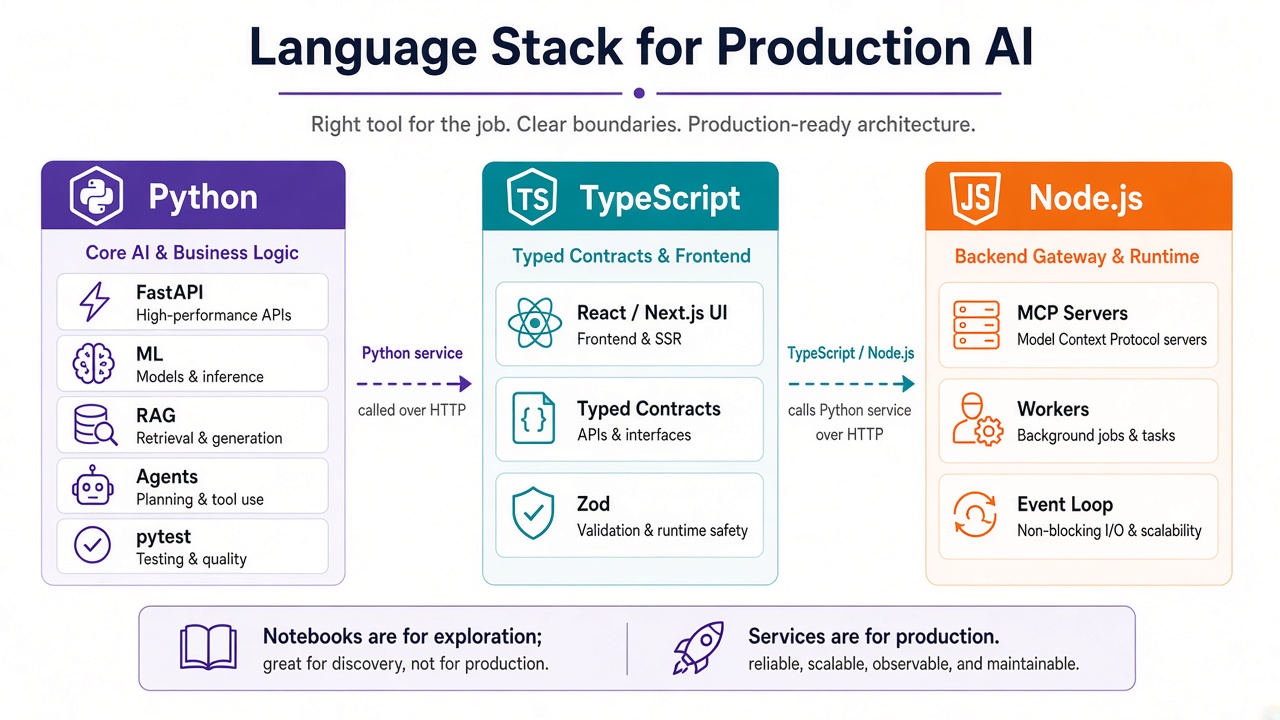 Language Stack for Production AI
Right tool for the job. Clear boundaries. Production-ready architecture.
Python
Core AI & Business Logic
FastAPI
High-performance APIs
ML
Models & inference
RAG
Retrieval & generation
Agents
Planning & tool use
pytest
Testing & quality
Python service
called over HTTP
TS
TypeScript
Typed Contracts & Frontend
React / Next.js UI
Frontend & SSR
{ }
Typed Contracts
APIs & interfaces
Zod
Validation & runtime safety
TypeScript / Node.js
calls Python service
over HTTP
JS
Node.js
Backend Gateway & Runtime
MCP Servers
Model Context Protocol servers
Workers
Background jobs & tasks
Event Loop
Non-blocking I/O & scalability
Notebooks are for exploration;
great for discovery, not for production.
Services are for production.
reliable, scalable, observable, and maintainable.